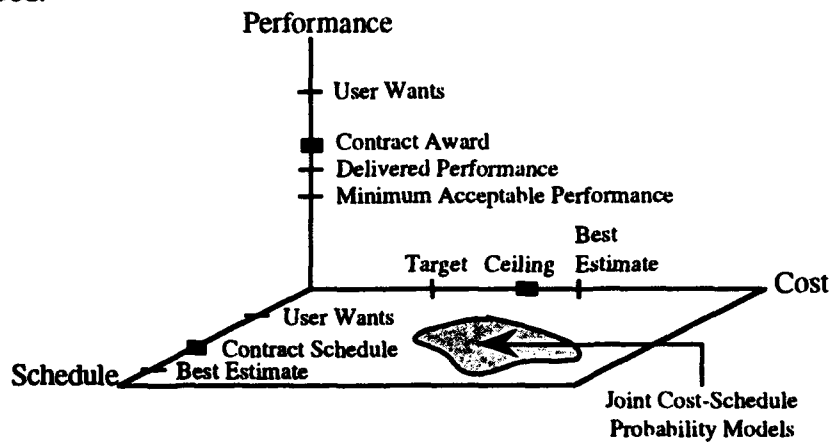 Performance
User Wants
Contract Award
Delivered Performance
Minimum Acceptable Performance
Best
Target Ceiling Estimate
Cost
User Wants
Contract Schedule
Schedule Best Estimate
Joint Cost-Schedule
Probability Models